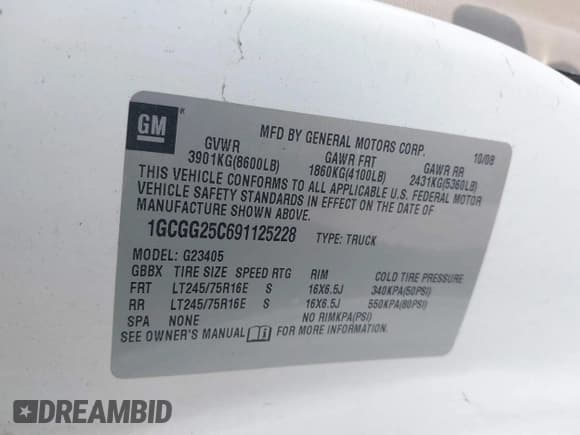 GM
MFD BY GENERAL MOTORS CORP. 10/08
GVWR GAWR FRT GAWR RR
3901KG(8600LB) 1860KG(4100LB) 2431KG(5360LB)
THIS VEHICLE CONFORMS TO ALL APPLICABLE U.S. FEDERAL MOTOR
VEHICLE SAFETY STANDARDS IN EFFECT ON THE DATE OF
MANUFACTURE SHOWN ABOVE.
1GCGG25C691125228 TYPE: TRUCK
MODEL: G23405
GBBX TIRE SIZE SPEED RTG RIM COLD TIRE PRESSURE
FRT LT245/75R16E S 16X6.5J 340KPA(50PSI)
RR LT245/75R16E S 16X6.5J 550KPA(80PSI)
SPA NONE NO RIMKPA(PSI)
SEE OWNER'S MANUAL FOR MORE INFORMATION.
DREAMBID